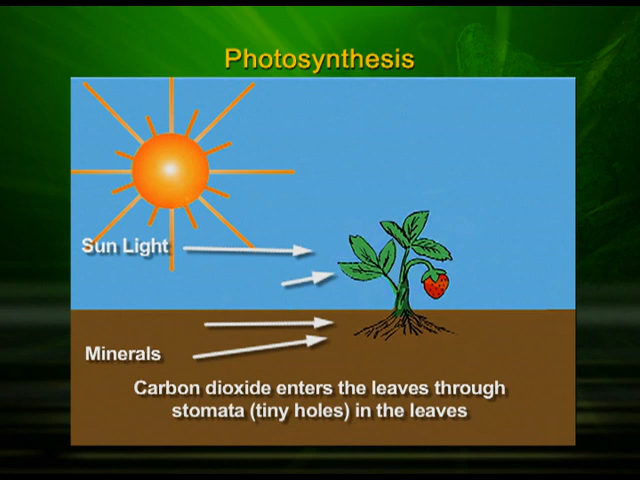 Photosynthesis
Sun Light
Minerals
Carbon dioxide enters the leaves through
stomata (tiny holes) in the leaves